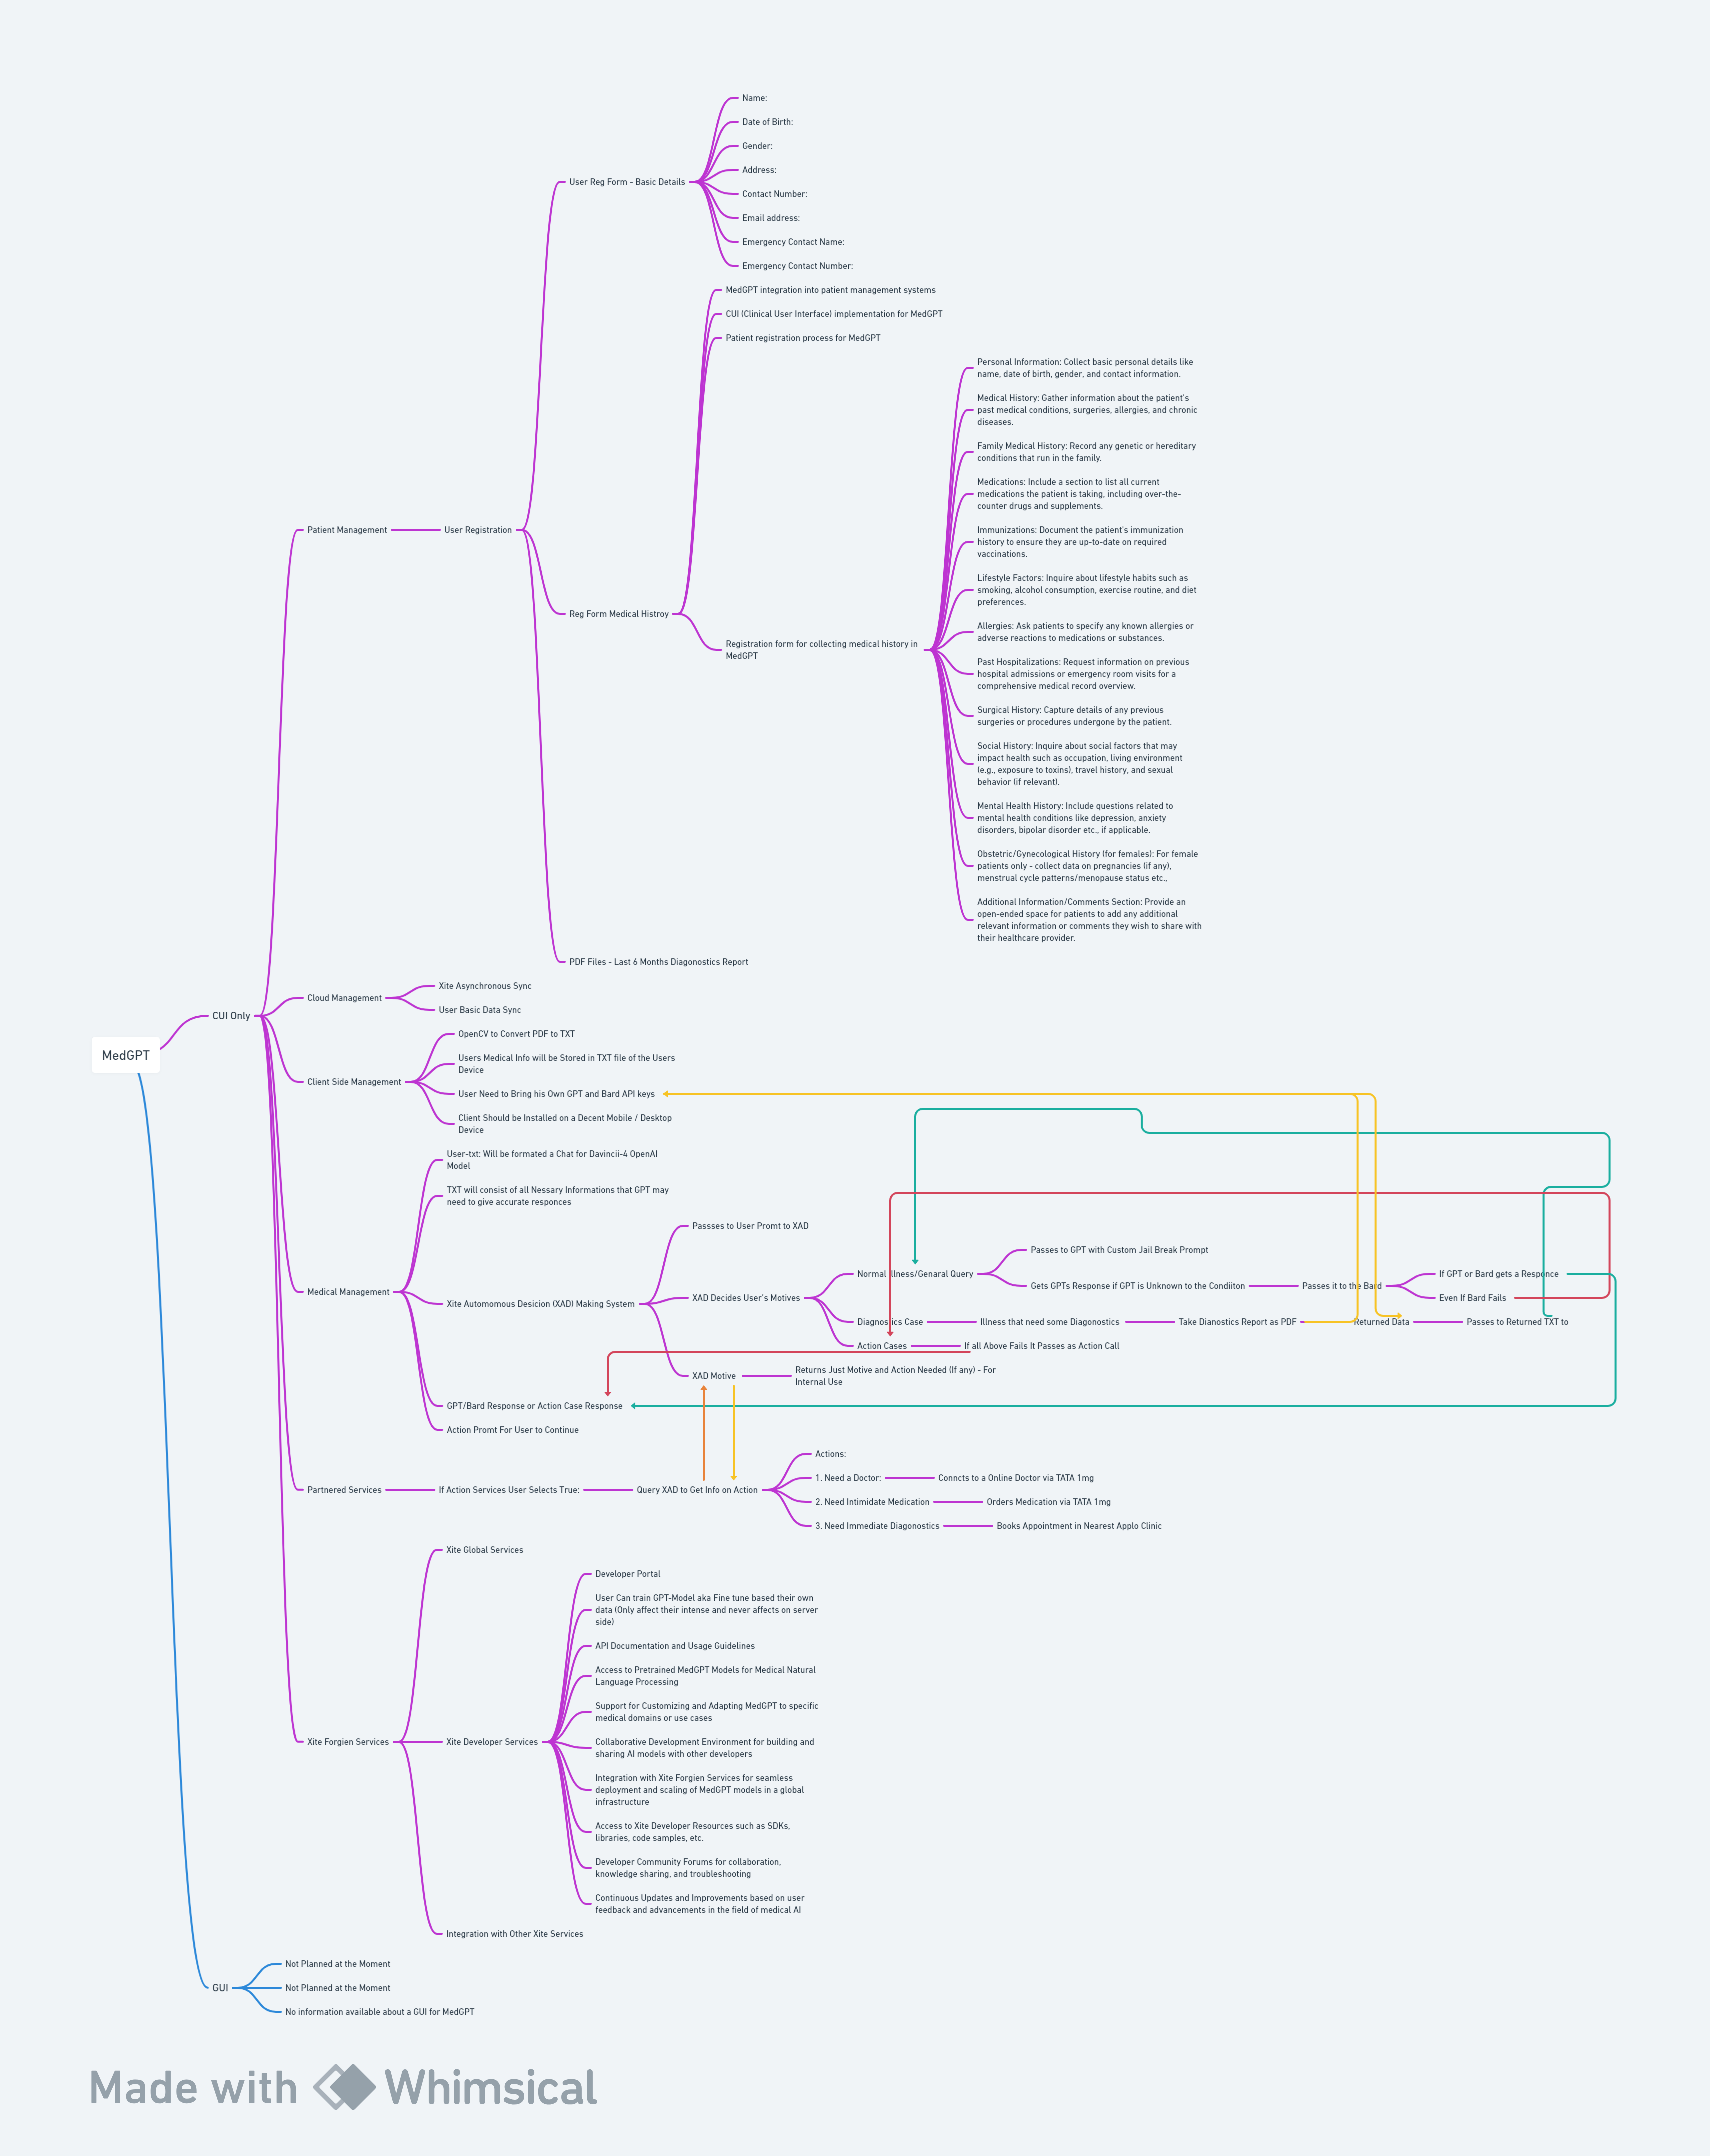 Name:
Date of Birth:
Gender:
Address:
Contact Number:
Email address:
Emergency Contact Name:
Emergency Contact Number:
User Reg Form - Basic Details
MedGPT integration into patient management systems
CUI (Clinical User Interface) implementation for MedGPT
Patient registration process for MedGPT
Personal Information: Collect basic personal details like
name, date of birth, gender, and contact information.
Medical History: Gather information about the patient's
past medical conditions, surgeries, allergies, and chronic
diseases.
Family Medical History: Record any genetic or hereditary
conditions that run in the family.
Medications: Include a section to list all current
medications the patient is taking, including over-the-
counter drugs and supplements.
Immunizations: Document the patient's immunization
history to ensure they are up-to-date on required
vaccinations.
Lifestyle Factors: Inquire about lifestyle habits such as
smoking, alcohol consumption, exercise routine, and diet
preferences.
Allergies: Ask patients to specify any known allergies or
adverse reactions to medications or substances.
Past Hospitalizations: Request information on previous
hospital admissions or emergency room visits for a
comprehensive medical record overview.
Surgical History: Capture details of any previous
surgeries or procedures undergone by the patient.
Social History: Inquire about social factors that may
impact health such as occupation, living environment
(e.g., exposure to toxins), travel history, and sexual
behavior (if relevant).
Mental Health History: Include questions related to
mental health conditions like depression, anxiety
disorders, bipolar disorder etc., if applicable.
Obstetric/Gynecological History (for females): For female
patients only - collect data on pregnancies (if any),
menstrual cycle patterns/menopause status etc.,
Additional Information/Comments Section: Provide an
open-ended space for patients to add any additional
relevant information or comments they wish to share with
their healthcare provider.
Patient Management
User Registration
Reg Form Medical Histroy
Registration form for collecting medical history in
MedGPT
PDF Files - Last 6 Months Diagonostics Report
Xite Asynchronous Sync
Cloud Management
User Basic Data Sync
CUI Only
MedGPT
OpenCV to Convert PDF to TXT
Users Medical Info will be Stored in TXT file of the Users
Device
Client Side Management
User Need to Bring his Own GPT and Bard API keys
Client Should be Installed on a Decent Mobile / Desktop
Device
User-txt: Will be formated a Chat for Davincii-4 OpenAI
Model
TXT will consist of all Nessary Informations that GPT may
need to give accurate responces
Passses to User Promt to XAD
Passes to GPT with Custom Jail Break Prompt
Normal Illness/Genaral Query
Gets GPTs Response if GPT is Unknown to the Condiiton
Passes it to the Bard
If GPT or Bard gets a Responce
Even If Bard Fails
Medical Management
Xite Automomous Desicion (XAD) Making System
XAD Decides User's Motives
Diagnostics Case
Illness that need some Diagonostics
Take Dianostics Report as PDF
Returned Data
Passes to Returned TXT to
Action Cases
If all Above Fails It Passes as Action Call
XAD Motive
Returns Just Motive and Action Needed (If any) - For
Internal Use
GPT/Bard Response or Action Case Response
Action Promt For User to Continue
Actions:
1. Need a Doctor:
Conncts to a Online Doctor via TATA 1mg
Partnered Services
If Action Services User Selects True:
Query XAD to Get Info on Action
2. Need Intimidate Medication
Orders Medication via TATA 1mg
3. Need Immediate Diagonostics
Books Appointment in Nearest Applo Clinic
Xite Global Services
Developer Portal
User Can train GPT-Model aka Fine tune based their own
data (Only affect their intense and never affects on server
side)
API Documentation and Usage Guidelines
Access to Pretrained MedGPT Models for Medical Natural
Language Processing
Support for Customizing and Adapting MedGPT to specific
medical domains or use cases
Xite Forgien Services
Xite Developer Services
Collaborative Development Environment for building and
sharing AI models with other developers
Integration with Xite Forgien Services for seamless
deployment and scaling of MedGPT models in a global
infrastructure
Access to Xite Developer Resources such as SDKs,
libraries, code samples, etc.
Developer Community Forums for collaboration,
knowledge sharing, and troubleshooting
Continuous Updates and Improvements based on user
feedback and advancements in the field of medical AI
Integration with Other Xite Services
Not Planned at the Moment
GUI
Not Planned at the Moment
No information available about a GUI for MedGPT
Made with Whimsical